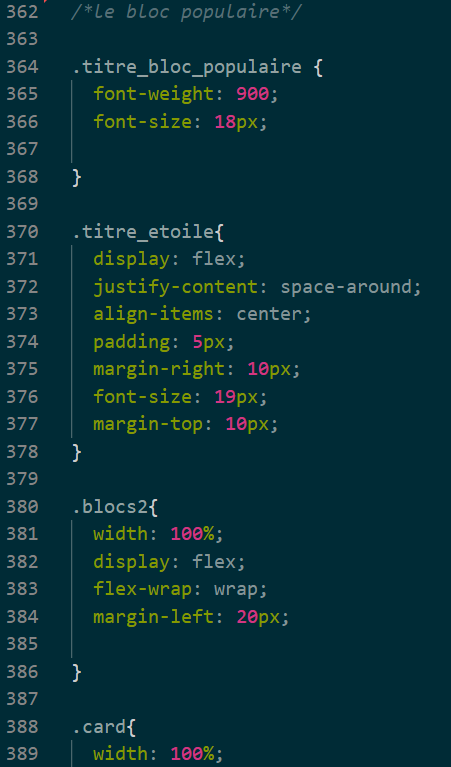 362 /*le bloc populaire*/
363
364 .titre_bloc_populaire {
365 font-weight: 900;
366 font-size: 18px;
367
368 }
369
370 .titre_etoile{
371 display: flex;
372 justify-content: space-around;
373 align-items: center;
374 padding: 5px;
375 margin-right: 10px;
376 font-size: 19px;
377 margin-top: 10px;
378 }
379
380 .blocs2{
381 width: 100%;
382 display: flex;
383 flex-wrap: wrap;
384 margin-left: 20px;
385
386 }
387
388 .card{
389 width: 100%;